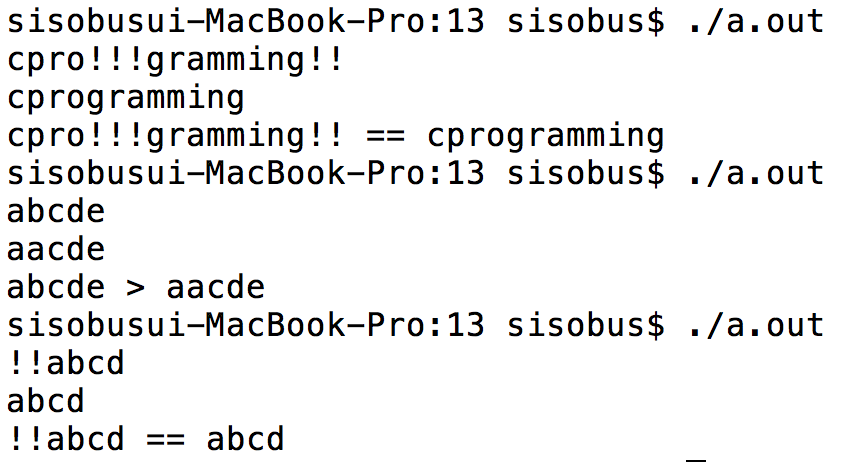 sisobusui-MacBook-Pro:13 sisobus$ ./a.out
cpro!!!gramming!!
cprogramming
cpro!!!gramming!! == cprogramming
sisobusui-MacBook-Pro:13 sisobus$ ./a.out
abcde
aacde
abcde > aacde
sisobusui-MacBook-Pro:13 sisobus$ ./a.out
!!abcd
abcd
!!abcd == abcd